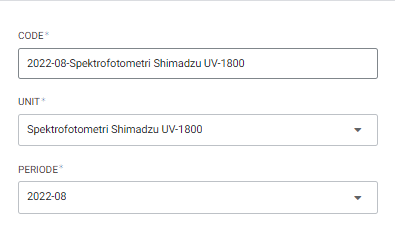 CODE*
2022-08-Spektrofotometri Shimadzu UV-1800
UNIT*
Spektrofotometri Shimadzu UV-1800
PERIODE*
2022-08